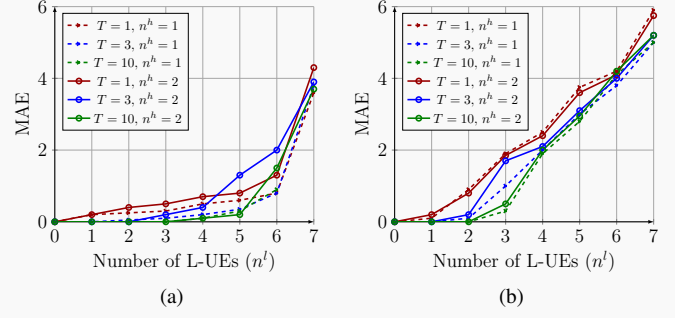 6
4
2
0
MAE
T = 1, n^h = 1
T = 3, n^h = 1
T = 10, n^h = 1
T = 1, n^h = 2
T = 3, n^h = 2
T = 10, n^h = 2
0 1 2 3 4 5 6 7
Number of L-UEs (n^l)
(a)
6
4
2
0
MAE
T = 1, n^h = 1
T = 3, n^h = 1
T = 10, n^h = 1
T = 1, n^h = 2
T = 3, n^h = 2
T = 10, n^h = 2
0 1 2 3 4 5 6 7
Number of L-UEs (n^l)
(b)